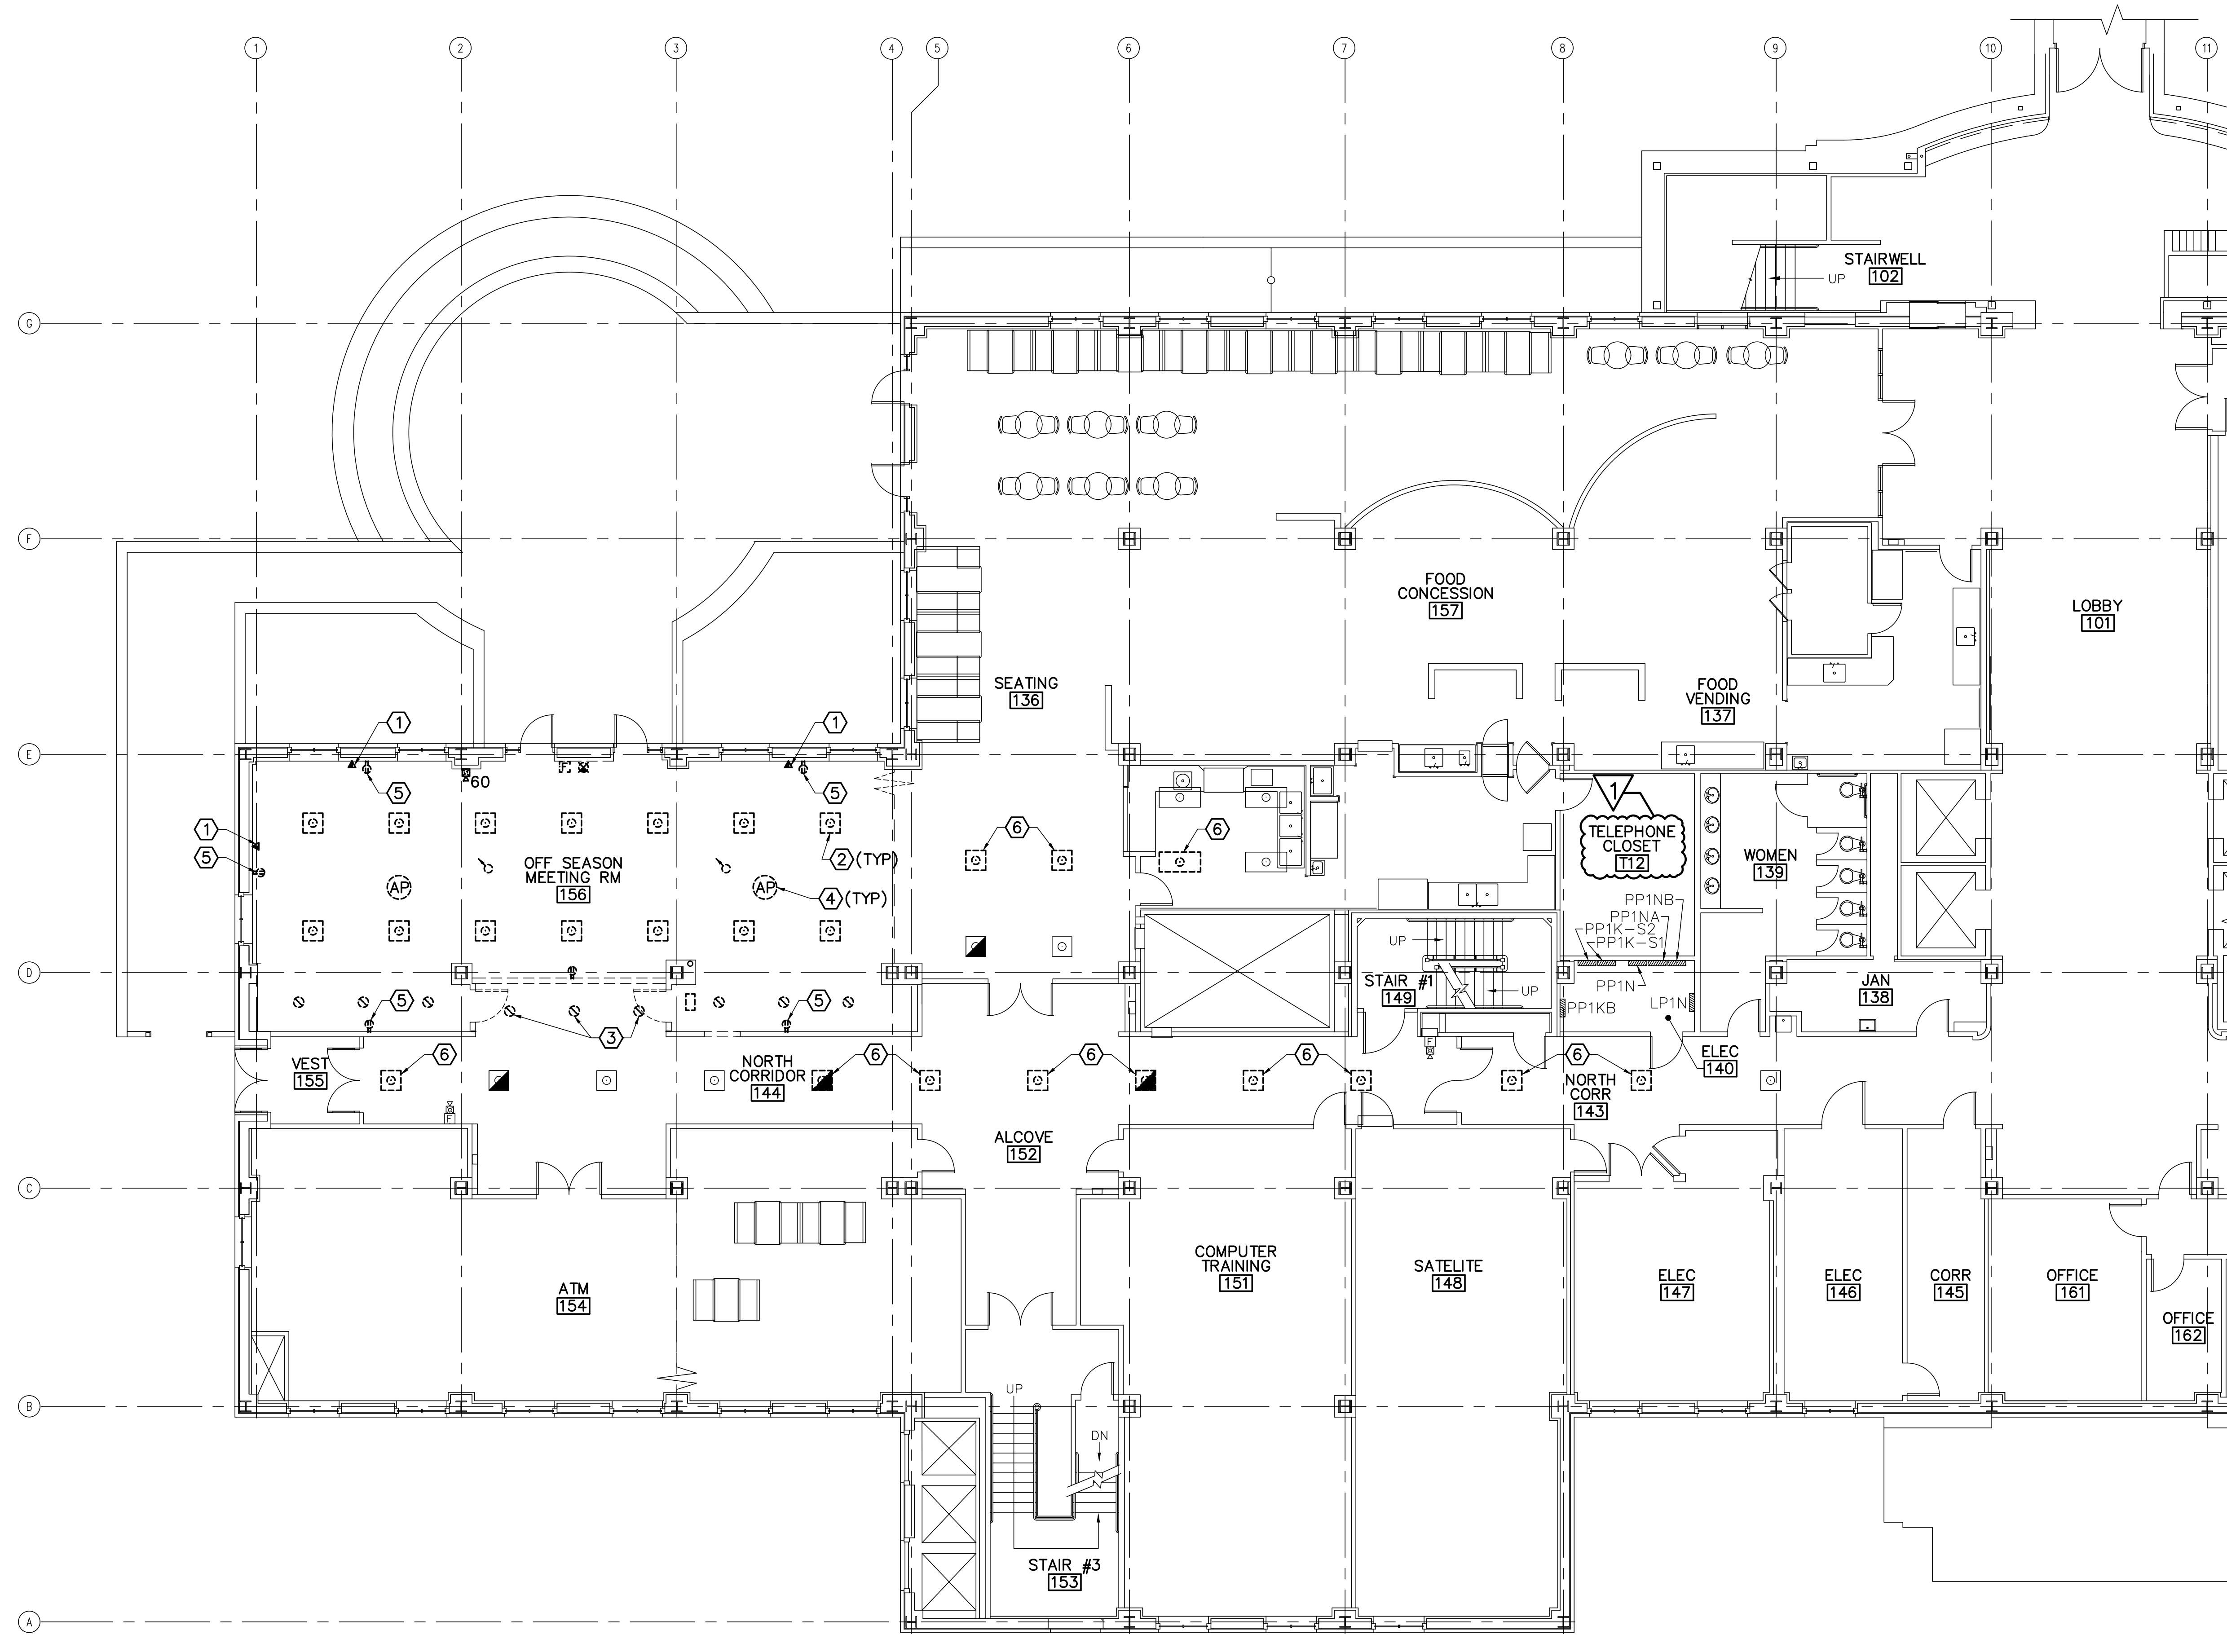 1
2
3
4
5
6
7
8
9
10
11
STAIRWELL
102
UP
G
F
E
D
C
B
A
FOOD
CONCESSION
157
LOBBY
101
SEATING
136
FOOD
VENDING
137
1
1
5
60
F
5
1
5
2 (TYP)
OFF SEASON
MEETING RM
156
AP
AP
4 (TYP)
6
6
1
TELEPHONE
CLOSET
T12
WOMEN
139
PP1NB
PP1NA
PP1K-S2
PP1K-S1
UP
UP
STAIR #1
149
PP1N
PP1KB
LP1N
JAN
138
5
3
VEST
155
6
NORTH
CORRIDOR
144
6
6
6
6
F
F
ELEC
140
NORTH
CORR
143
ALCOVE
152
ATM
154
COMPUTER
TRAINING
151
SATELITE
148
ELEC
147
ELEC
146
CORR
145
OFFICE
161
OFFICE
162
UP
DN
STAIR #3
153